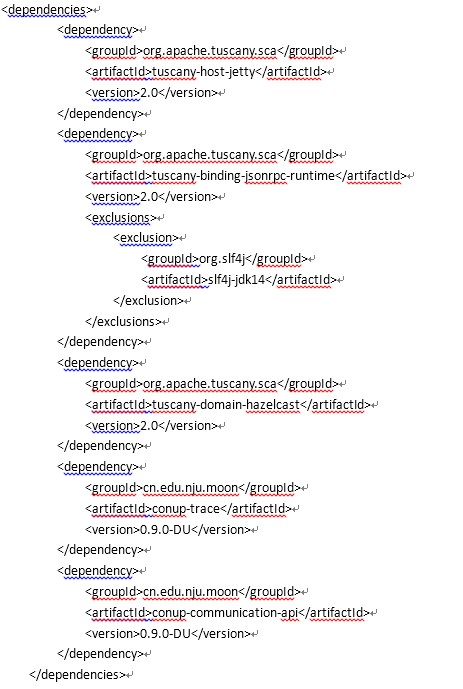 <dependencies>
<dependency>
<groupId>org.apache.tuscany.sca</groupId>
<artifactId>tuscany-host-jetty</artifactId>
<version>2.0</version>
</dependency>
<dependency>
<groupId>org.apache.tuscany.sca</groupId>
<artifactId>tuscany-binding-jsonrpc-runtime</artifactId>
<version>2.0</version>
<exclusions>
<exclusion>
<groupId>org.slf4j</groupId>
<artifactId>slf4j-jdk14</artifactId>
</exclusion>
</exclusions>
</dependency>
<dependency>
<groupId>org.apache.tuscany.sca</groupId>
<artifactId>tuscany-domain-hazelcast</artifactId>
<version>2.0</version>
</dependency>
<dependency>
<groupId>cn.edu.nju.moon</groupId>
<artifactId>conup-trace</artifactId>
<version>0.9.0-DU</version>
</dependency>
<dependency>
<groupId>cn.edu.nju.moon</groupId>
<artifactId>conup-communication-api</artifactId>
<version>0.9.0-DU</version>
</dependency>
</dependencies>